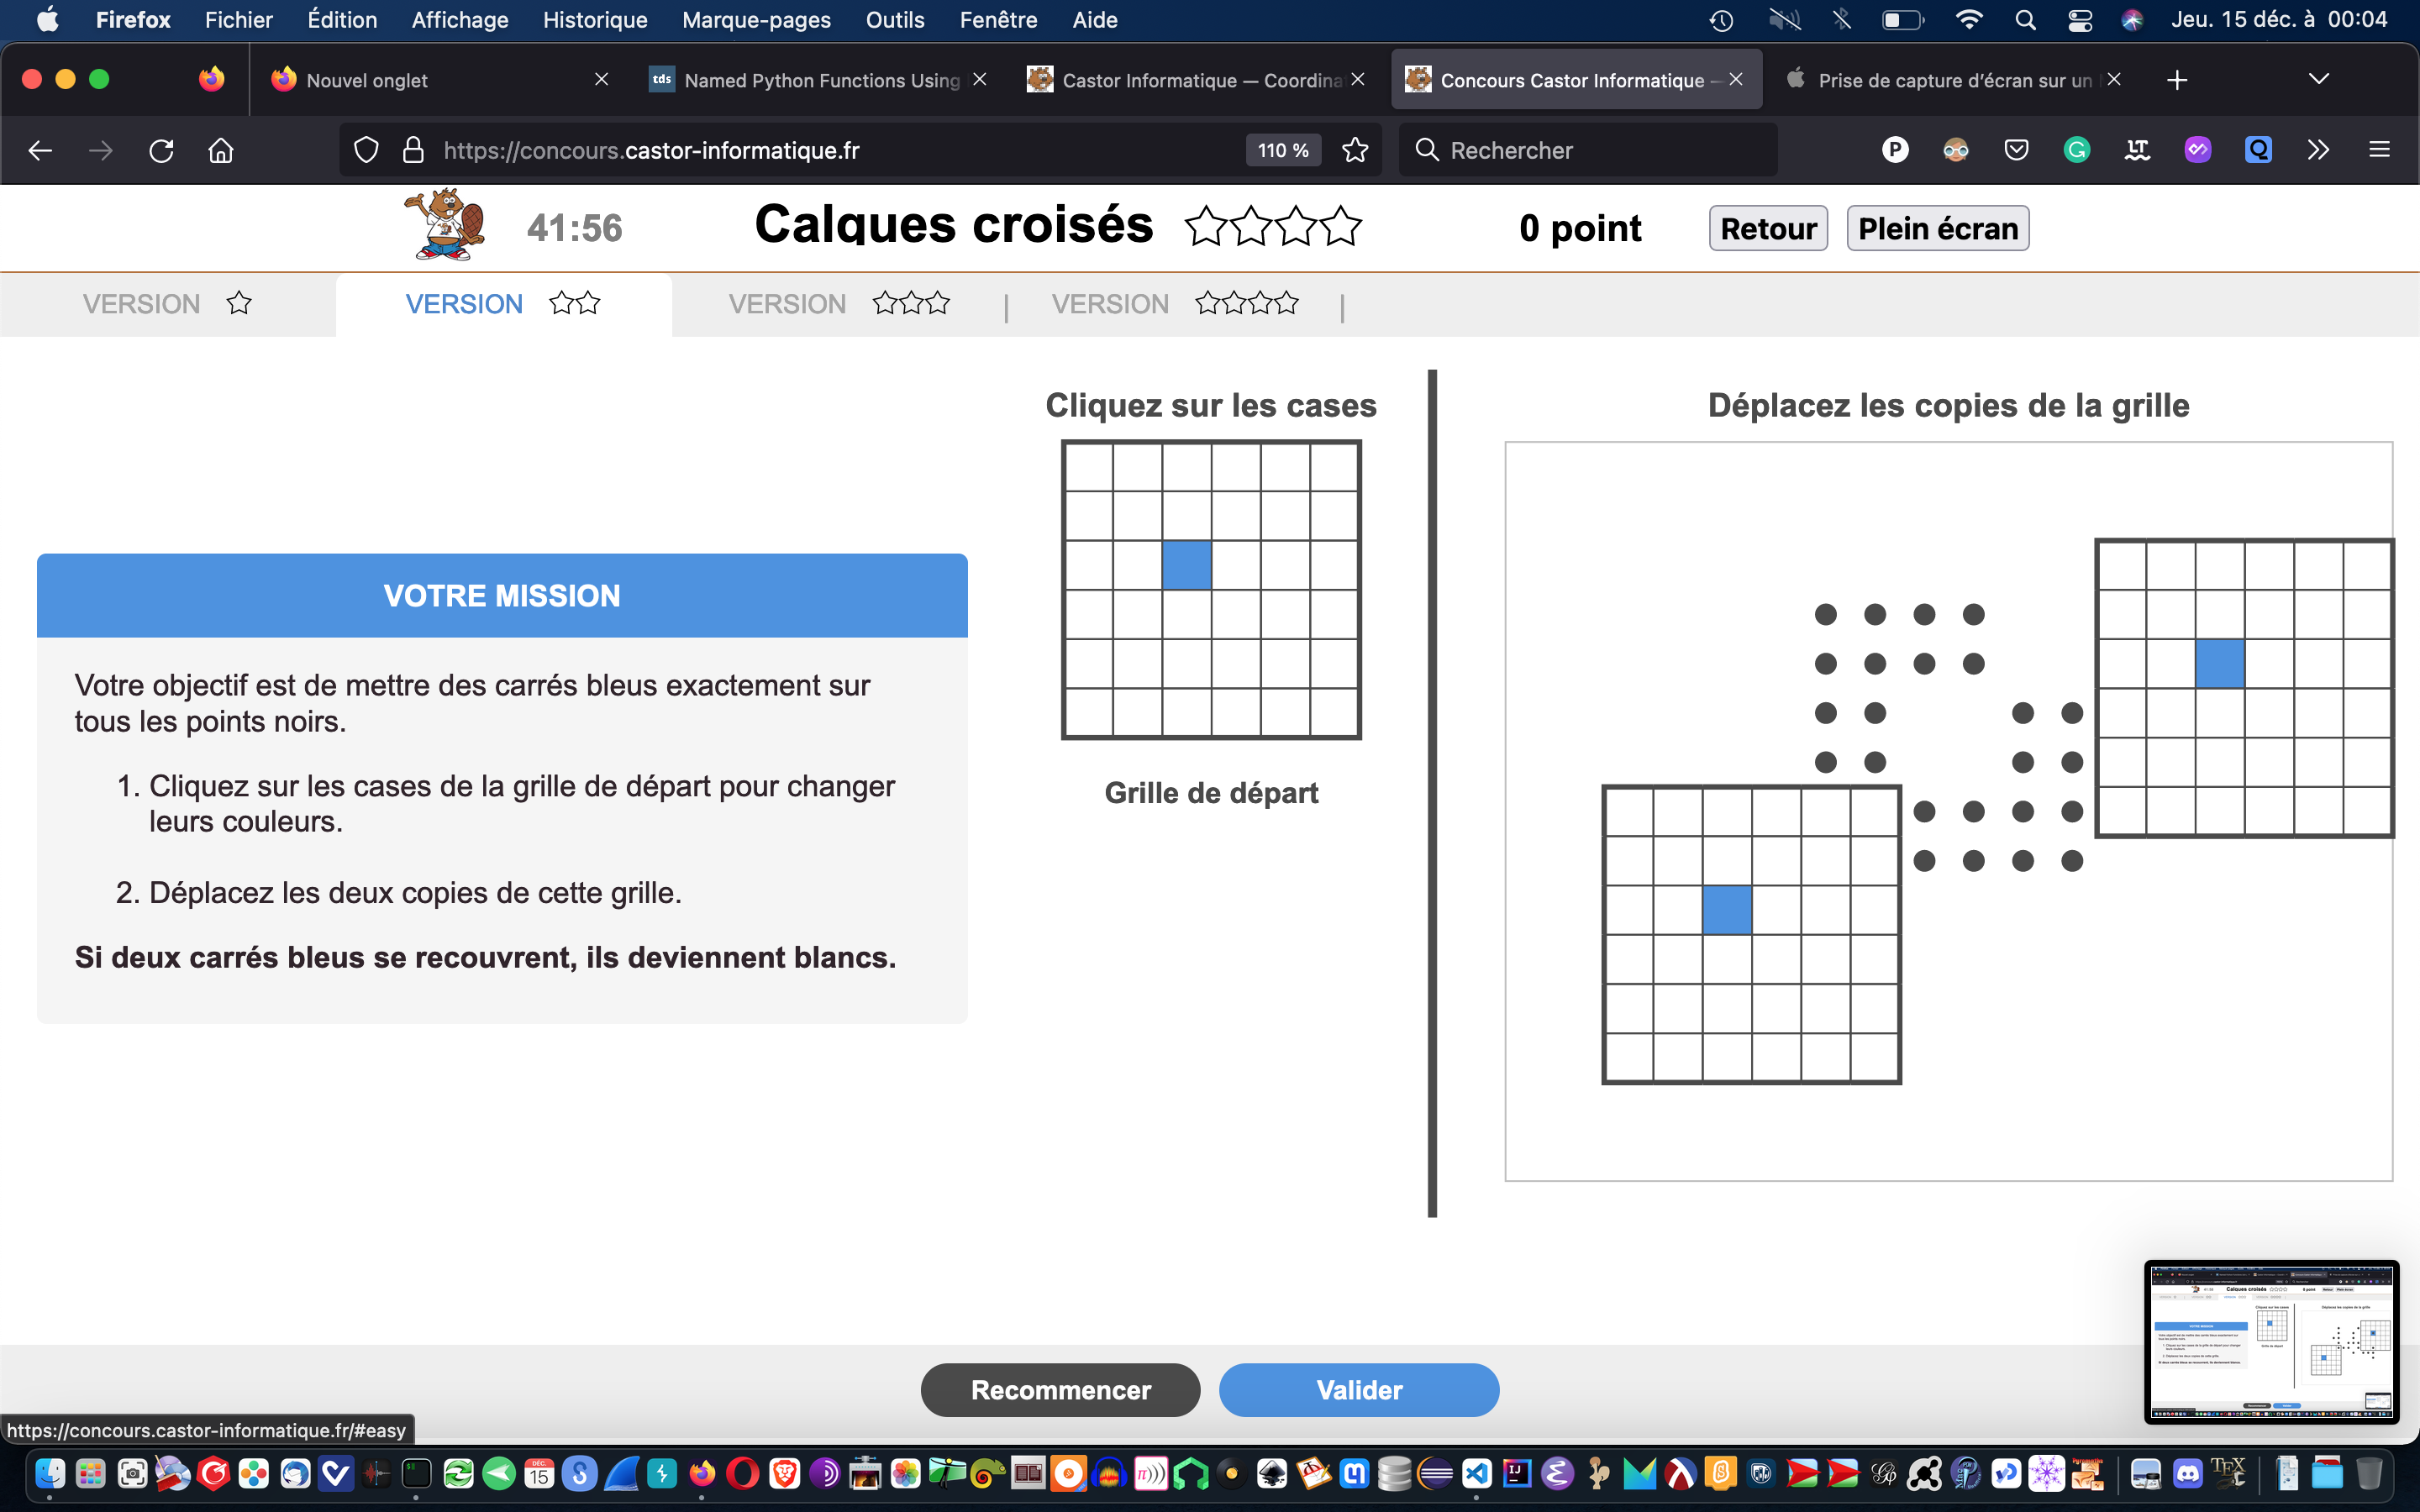 Firefox Fichier Édition Affichage Historique Marque-pages Outils Fenêtre Aide Jeu. 15 déc. à 00:04
Nouvel onglet tds Named Python Functions Using Castor Informatique — Coordina Concours Castor Informatique — Prise de capture d'écran sur un
https://concours.castor-informatique.fr 110 % Rechercher
41:56 Calques croisés 0 point Retour Plein écran
VERSION VERSION VERSION | VERSION |
Cliquez sur les cases Déplacez les copies de la grille
VOTRE MISSION
Votre objectif est de mettre des carrés bleus exactement sur
tous les points noirs.
1. Cliquez sur les cases de la grille de départ pour changer
leurs couleurs.
Grille de départ
2. Déplacez les deux copies de cette grille.
Si deux carrés bleus se recouvrent, ils deviennent blancs.
Recommencer Valider
https://concours.castor-informatique.fr/#easy